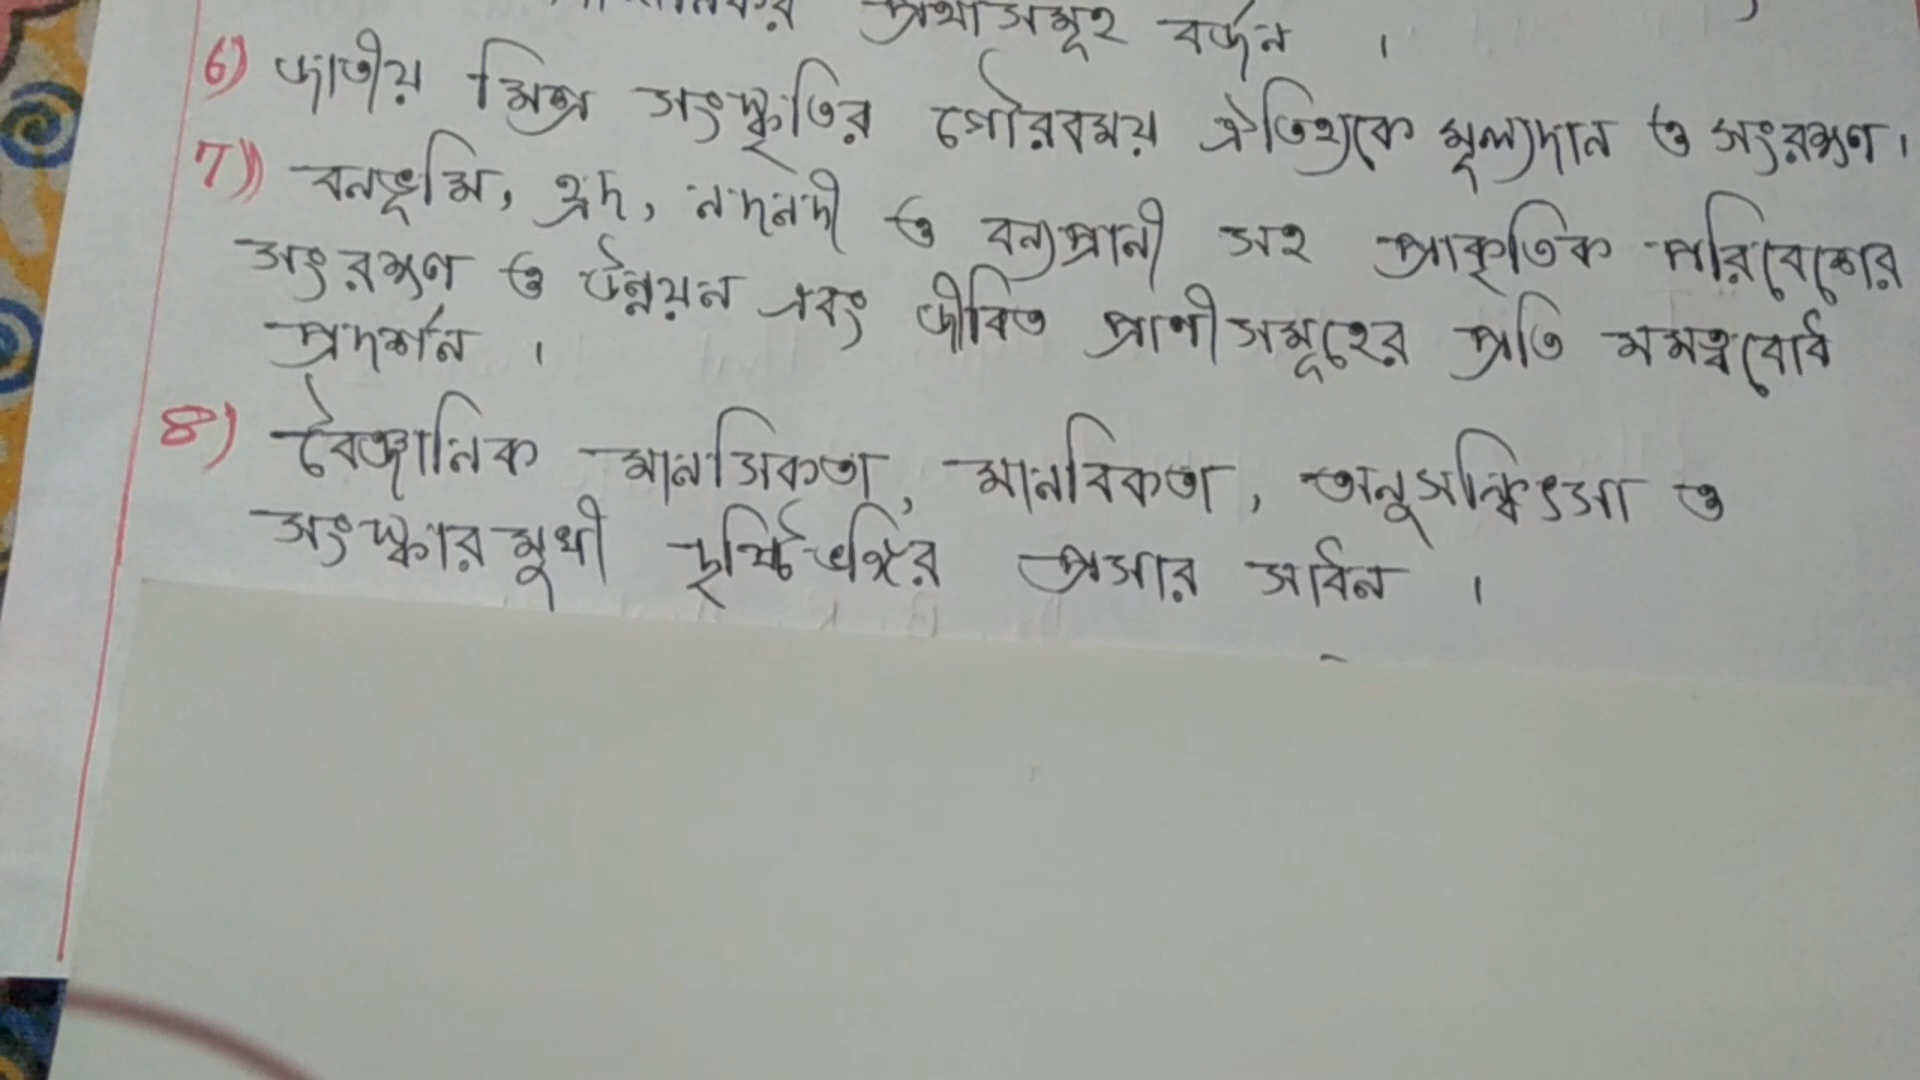 প্রথাসমূহ বর্জন ।
6) জাতীয় মিশ্র সংস্কৃতির গৌরবময় ঐতিহ্যকে মূল্যদান ও সংরক্ষণ।
7) বনভূমি, হ্রদ, নদনদী ও বন্যপ্রানী সহ প্রাকৃতিক পরিবেশের
সংরক্ষণ ও উন্নয়ন এবং জীবিত প্রাণীসমূহের প্রতি মমত্ববোধ
প্রদর্শন ।
8) বৈজ্ঞানিক মানসিকতা, মানবিকতা, অনুসন্ধিৎসা ও
সংস্কারমুখী দৃষ্টিভঙ্গির প্রসার সাধন ।